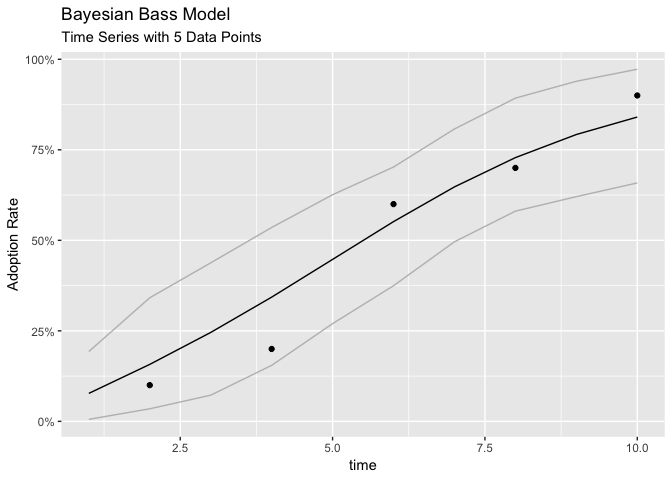 Bayesian Bass Model
Time Series with 5 Data Points
100%
75%
50%
25%
0%
Adoption Rate
2.5 5.0 7.5 10.0
time